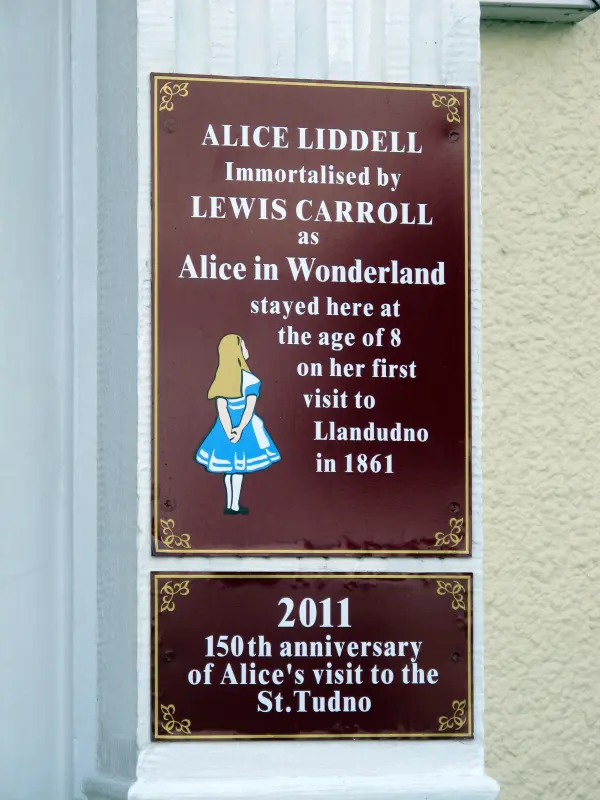 ALICE LIDDELL
Immortalised by
LEWIS CARROLL
as
Alice in Wonderland
stayed here at
the age of 8
on her first
visit to
Llandudno
in 1861
2011
150th anniversary
of Alice's visit to the
St.Tudno